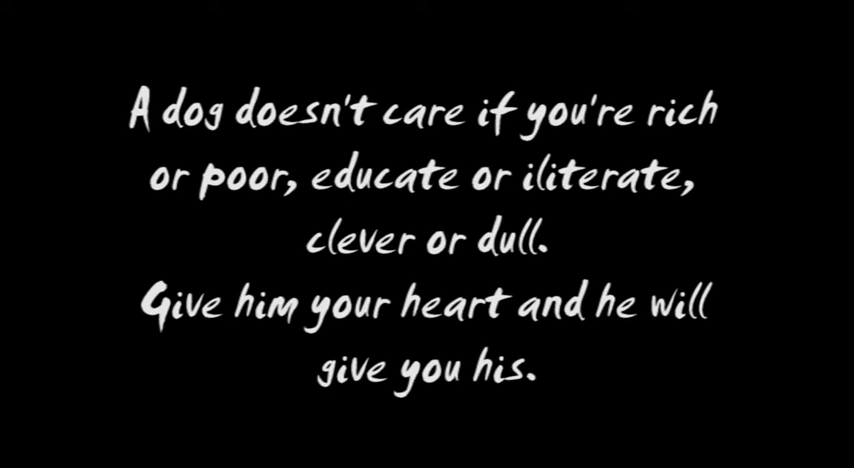 A dog doesn't care if you're rich
or poor, educate or iliterate,
clever or dull.
Give him your heart and he will
give you his.